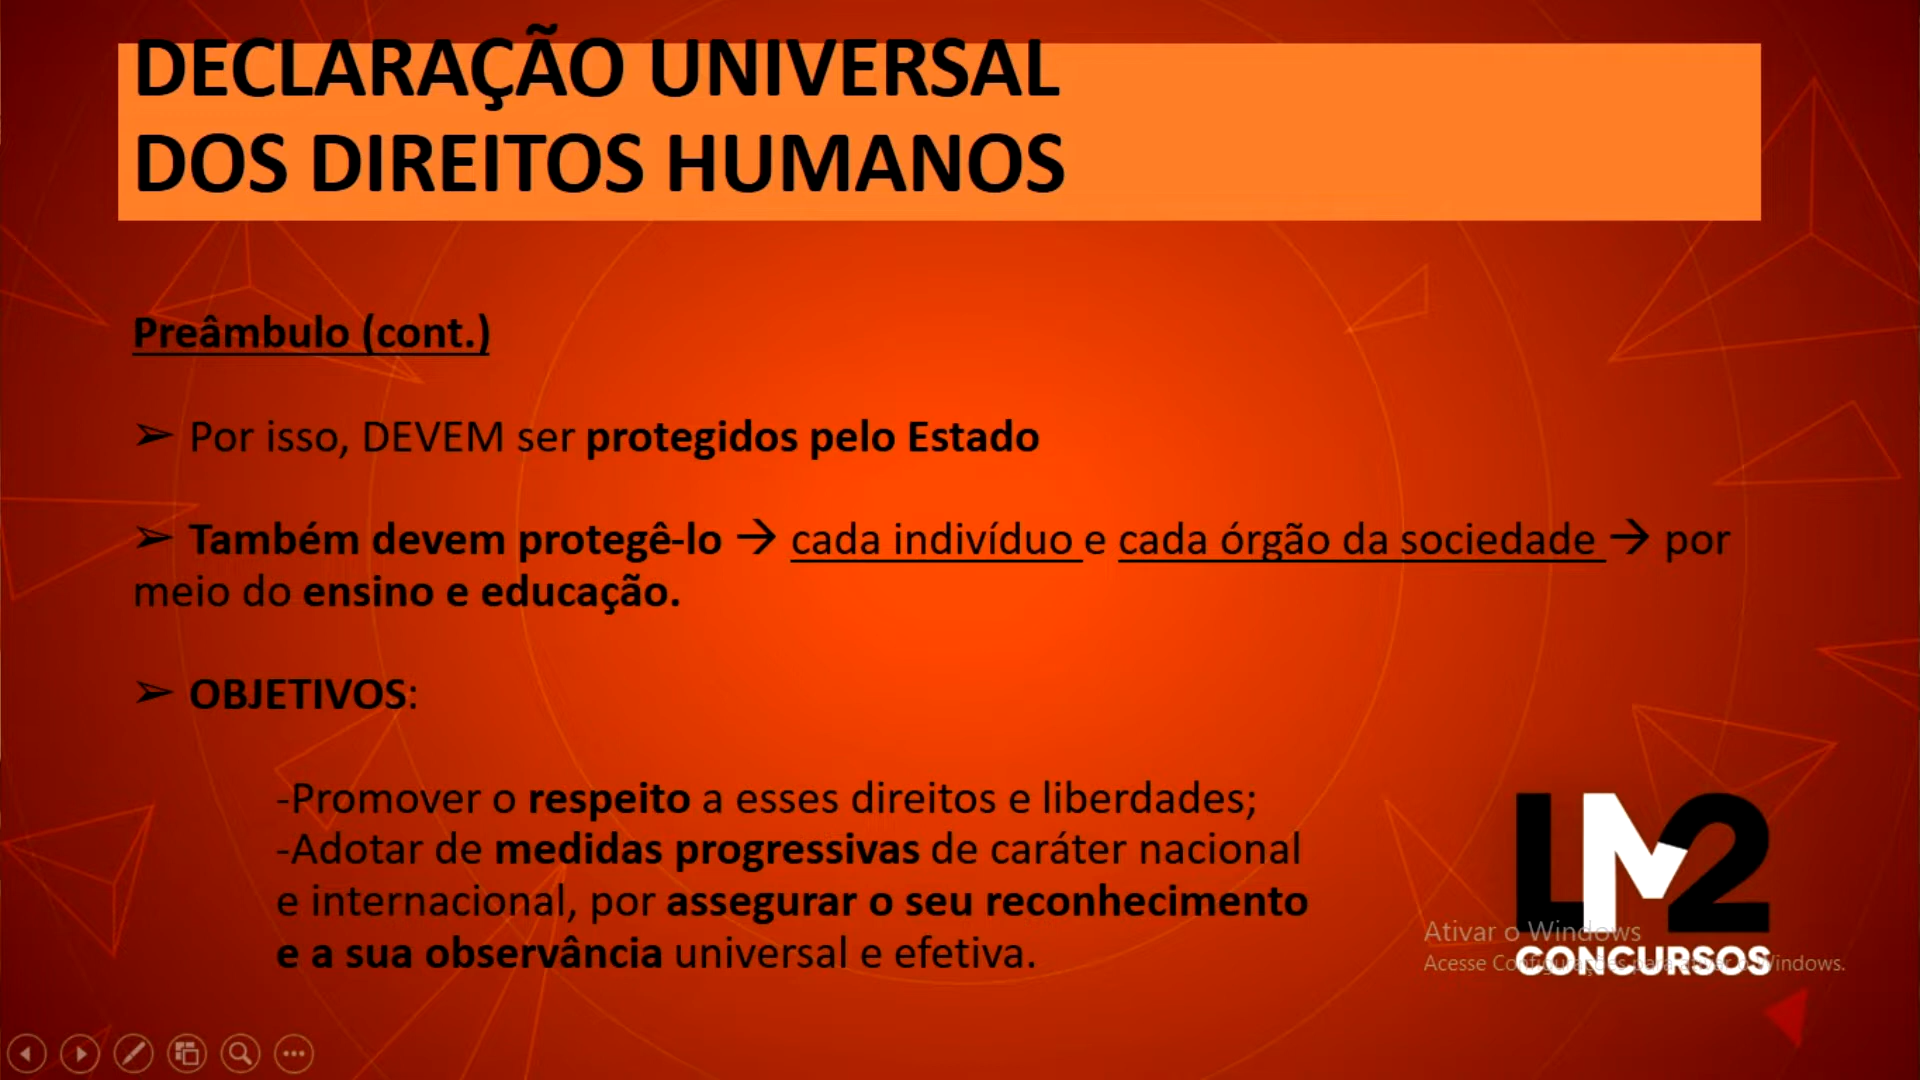 DECLARAÇÃO UNIVERSAL
DOS DIREITOS HUMANOS
Preâmbulo (cont.)
➢ Por isso, DEVEM ser protegidos pelo Estado
➢ Também devem protegê-lo → cada indivíduo e cada órgão da sociedade → por
meio do ensino e educação.
➢ OBJETIVOS:
-Promover o respeito a esses direitos e liberdades;
-Adotar de medidas progressivas de caráter nacional
e internacional, por assegurar o seu reconhecimento
e a sua observância universal e efetiva.
LM2
CONCURSOS
Ativar o Windows
Acesse Windows.